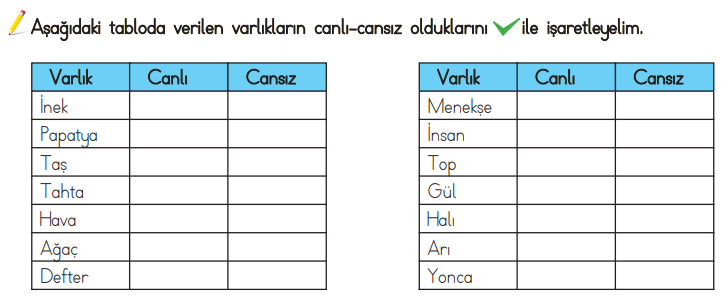 Aşağıdaki tabloda verilen varlıkların canlı-cansız olduklarını ile işaretleyelim.
Varlık Canlı Cansız
İnek
Papatya
Taş
Tahta
Hava
Ağaç
Defter
Varlık Canlı Cansız
Menekşe
İnsan
Top
Gül
Halı
Arı
Yonca